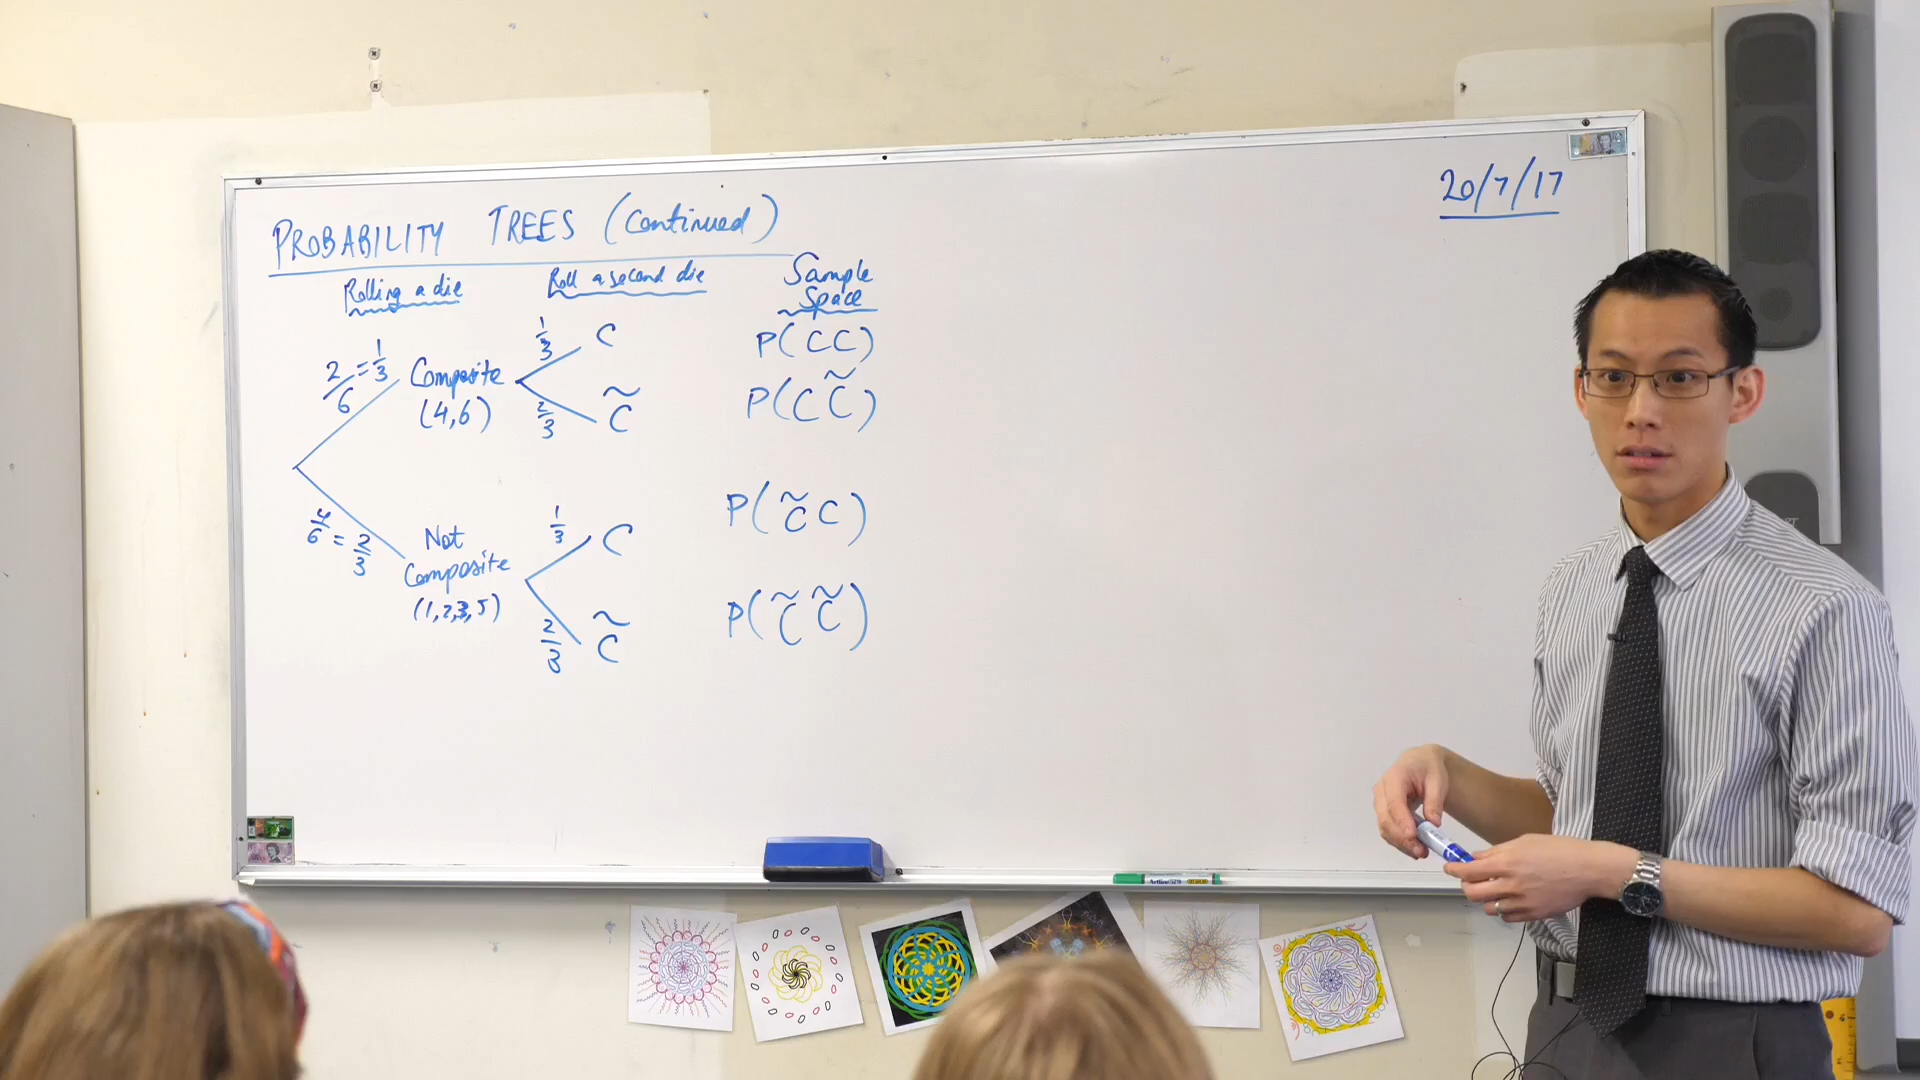 PROBABILITY TREES (Continued)
20/7/17
Rolling a die
Roll a second die
Sample
Space
2/6 = 1/3
Composite
(4,6)
1/3
C
2/3
C̃
P(CC)
P(CC̃)
4/6 = 2/3
Not
Composite
(1,2,3,5)
1/3
C
2/3
C̃
P(C̃C)
P(C̃C̃)
Artline